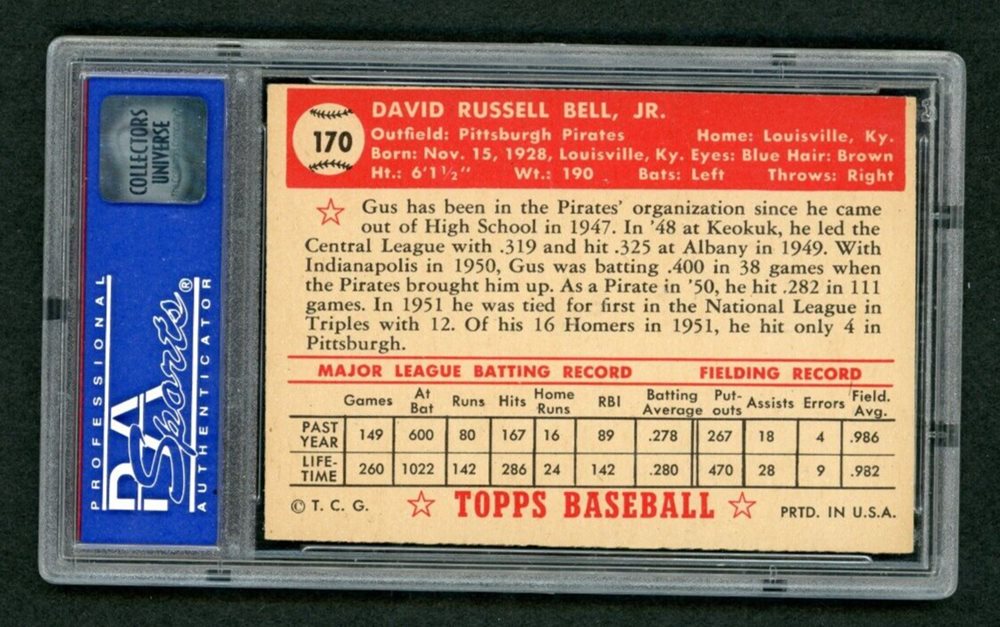 COLLECTORS
UNIVERSE
PROFESSIONAL
PSA
Sports®
AUTHENTICATOR
170
DAVID RUSSELL BELL, JR.
Outfield: Pittsburgh Pirates Home: Louisville, Ky.
Born: Nov. 15, 1928, Louisville, Ky. Eyes: Blue Hair: Brown
Ht.: 6'1½" Wt.: 190 Bats: Left Throws: Right
Gus has been in the Pirates' organization since he came
out of High School in 1947. In '48 at Keokuk, he led the
Central League with .319 and hit .325 at Albany in 1949. With
Indianapolis in 1950, Gus was batting .400 in 38 games when
the Pirates brought him up. As a Pirate in '50, he hit .282 in 111
games. In 1951 he was tied for first in the National League in
Triples with 12. Of his 16 Homers in 1951, he hit only 4 in
Pittsburgh.
MAJOR LEAGUE BATTING RECORD FIELDING RECORD
Games At Bat Runs Hits Home Runs RBI Batting Average Put-outs Assists Errors Field. Avg.
PAST YEAR 149 600 80 167 16 89 .278 267 18 4 .986
LIFE-TIME 260 1022 142 286 24 142 .280 470 28 9 .982
© T. C. G. ☆ TOPPS BASEBALL ☆ PRTD. IN U.S.A.